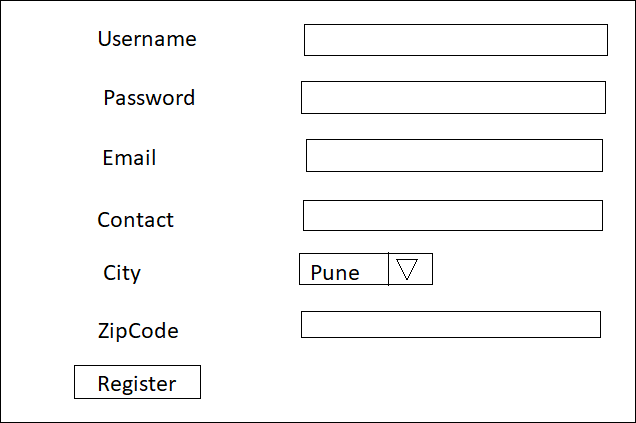 Username
Password
Email
Contact
City Pune
ZipCode
Register